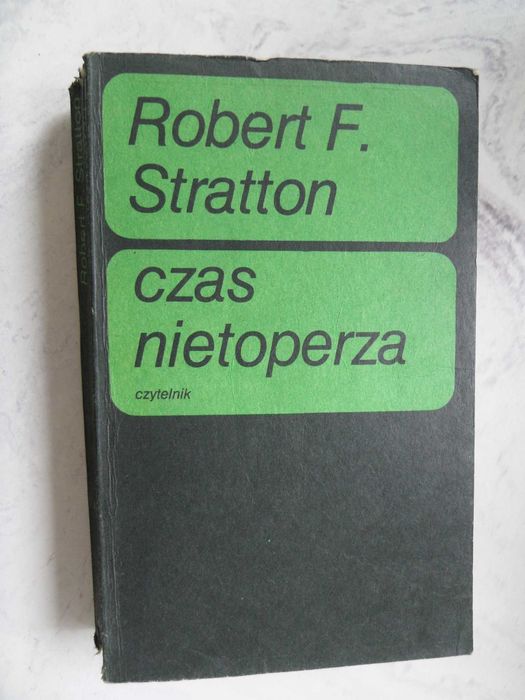 Robert F.
Stratton
czas
nietoperza
czytelnik
Robert F. Stratton